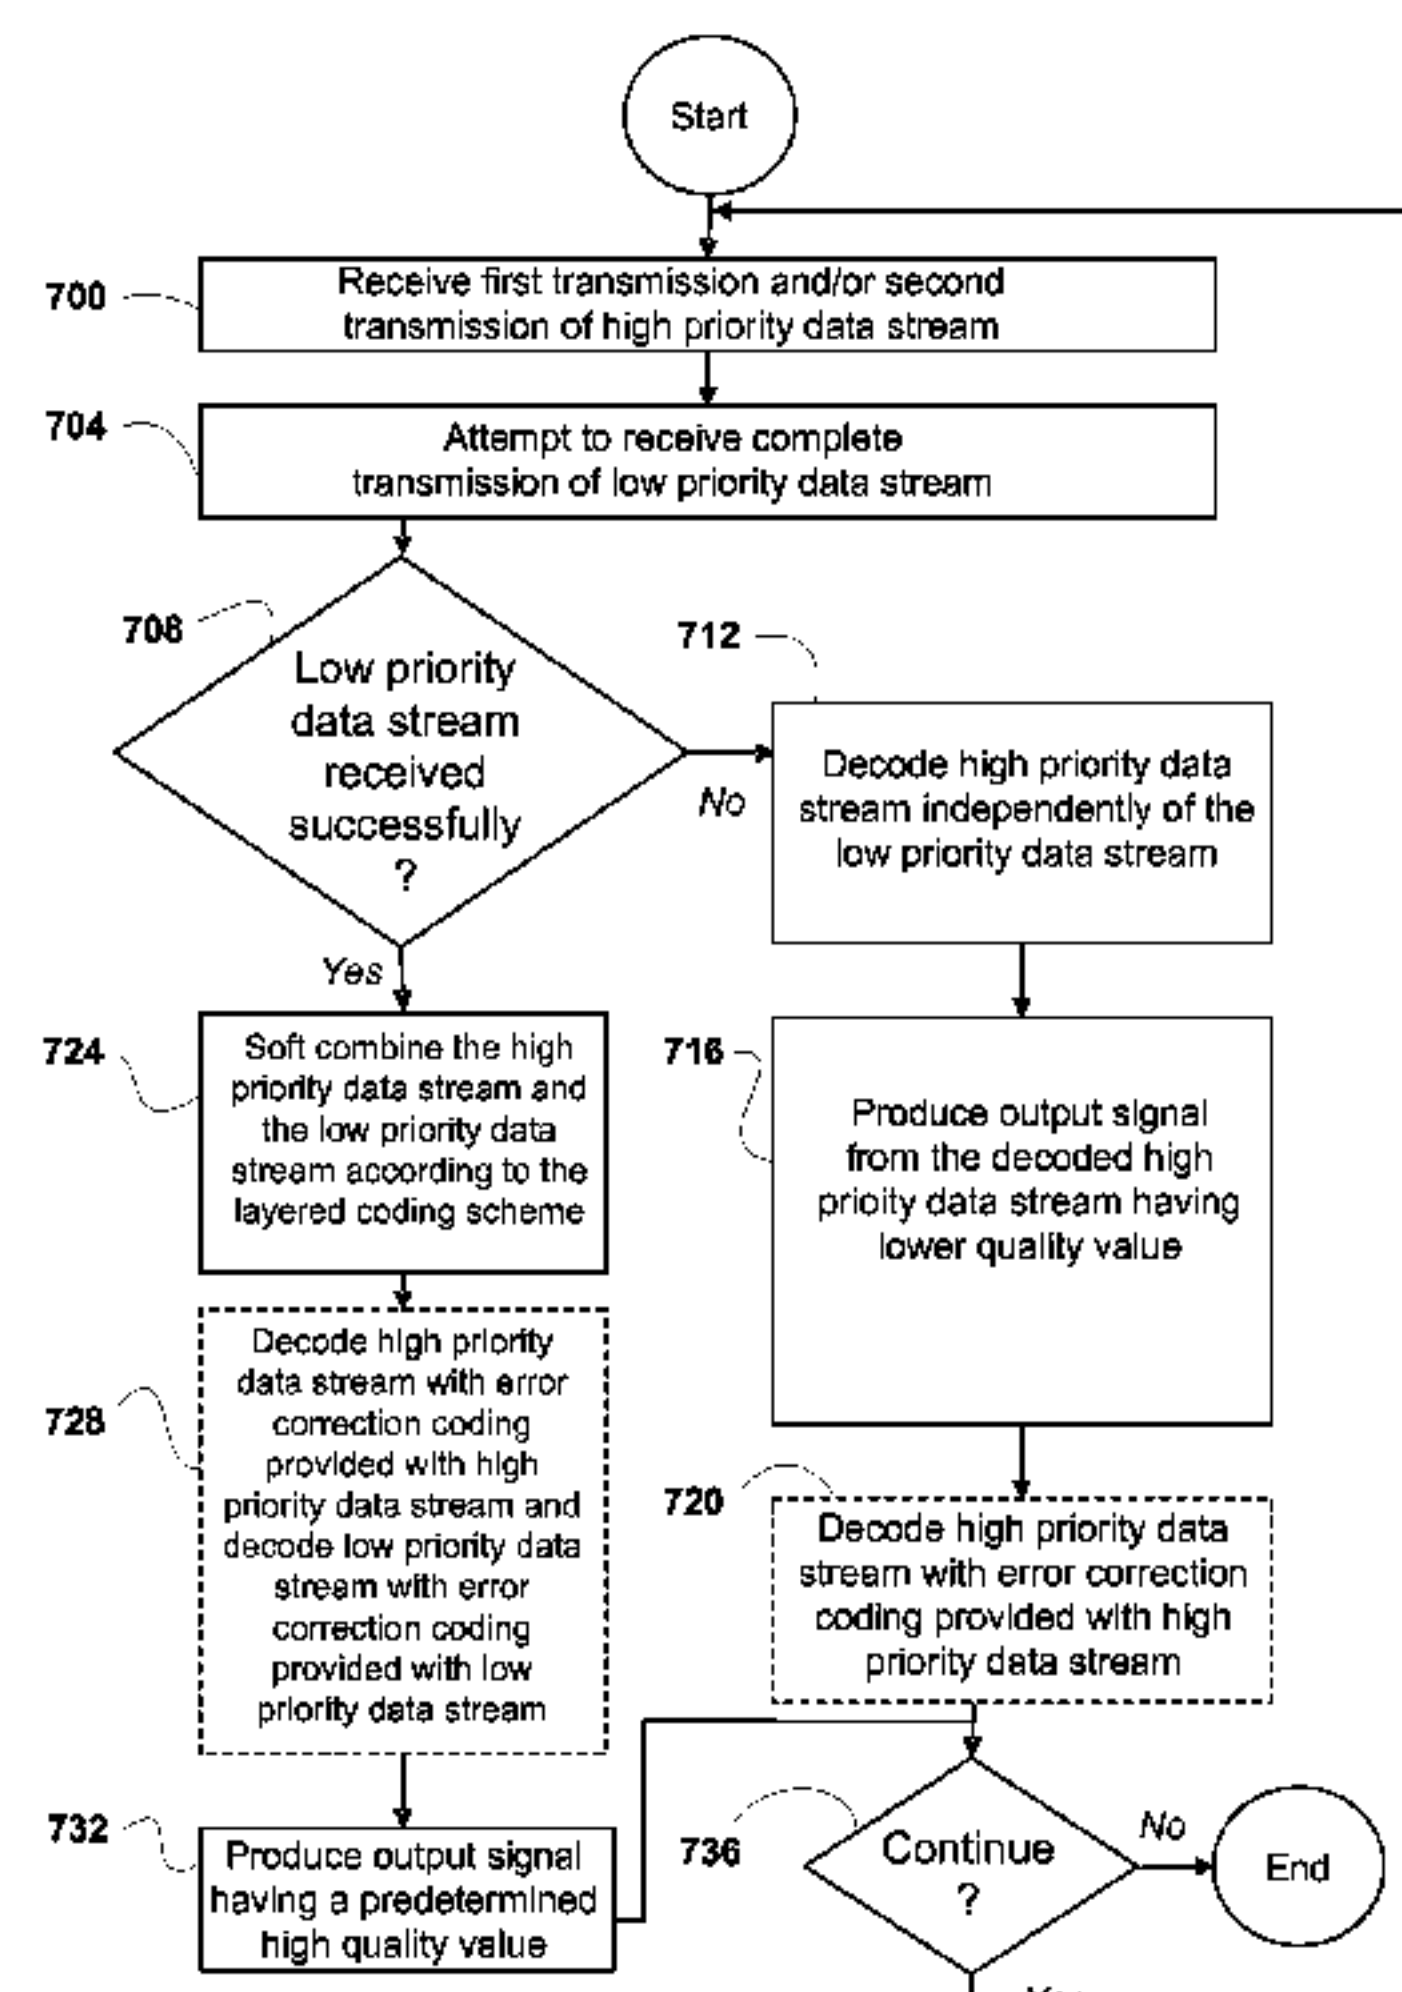 Start
700
Receive first transmission and/or second
transmission of high priority data stream
704
Attempt to receive complete
transmission of low priority data stream
708
Low priority
data stream
received
successfully
?
No
Yes
712
Decode high priority data
stream independently of the
low priority data stream
724
Soft combine the high
priority data stream and
the low priority data
stream according to the
layered coding scheme
716
Produce output signal
from the decoded high
prioity data stream having
lower quality value
728
Decode high priority
data stream with error
correction coding
provided with high
priority data stream and
decode low priority data
stream with error
correction coding
provided with low
priority data stream
720
Decode high priority data
stream with error correction
coding provided with high
priority data stream
732
Produce output signal
having a predetermined
high quality value
736
Continue
?
No
End